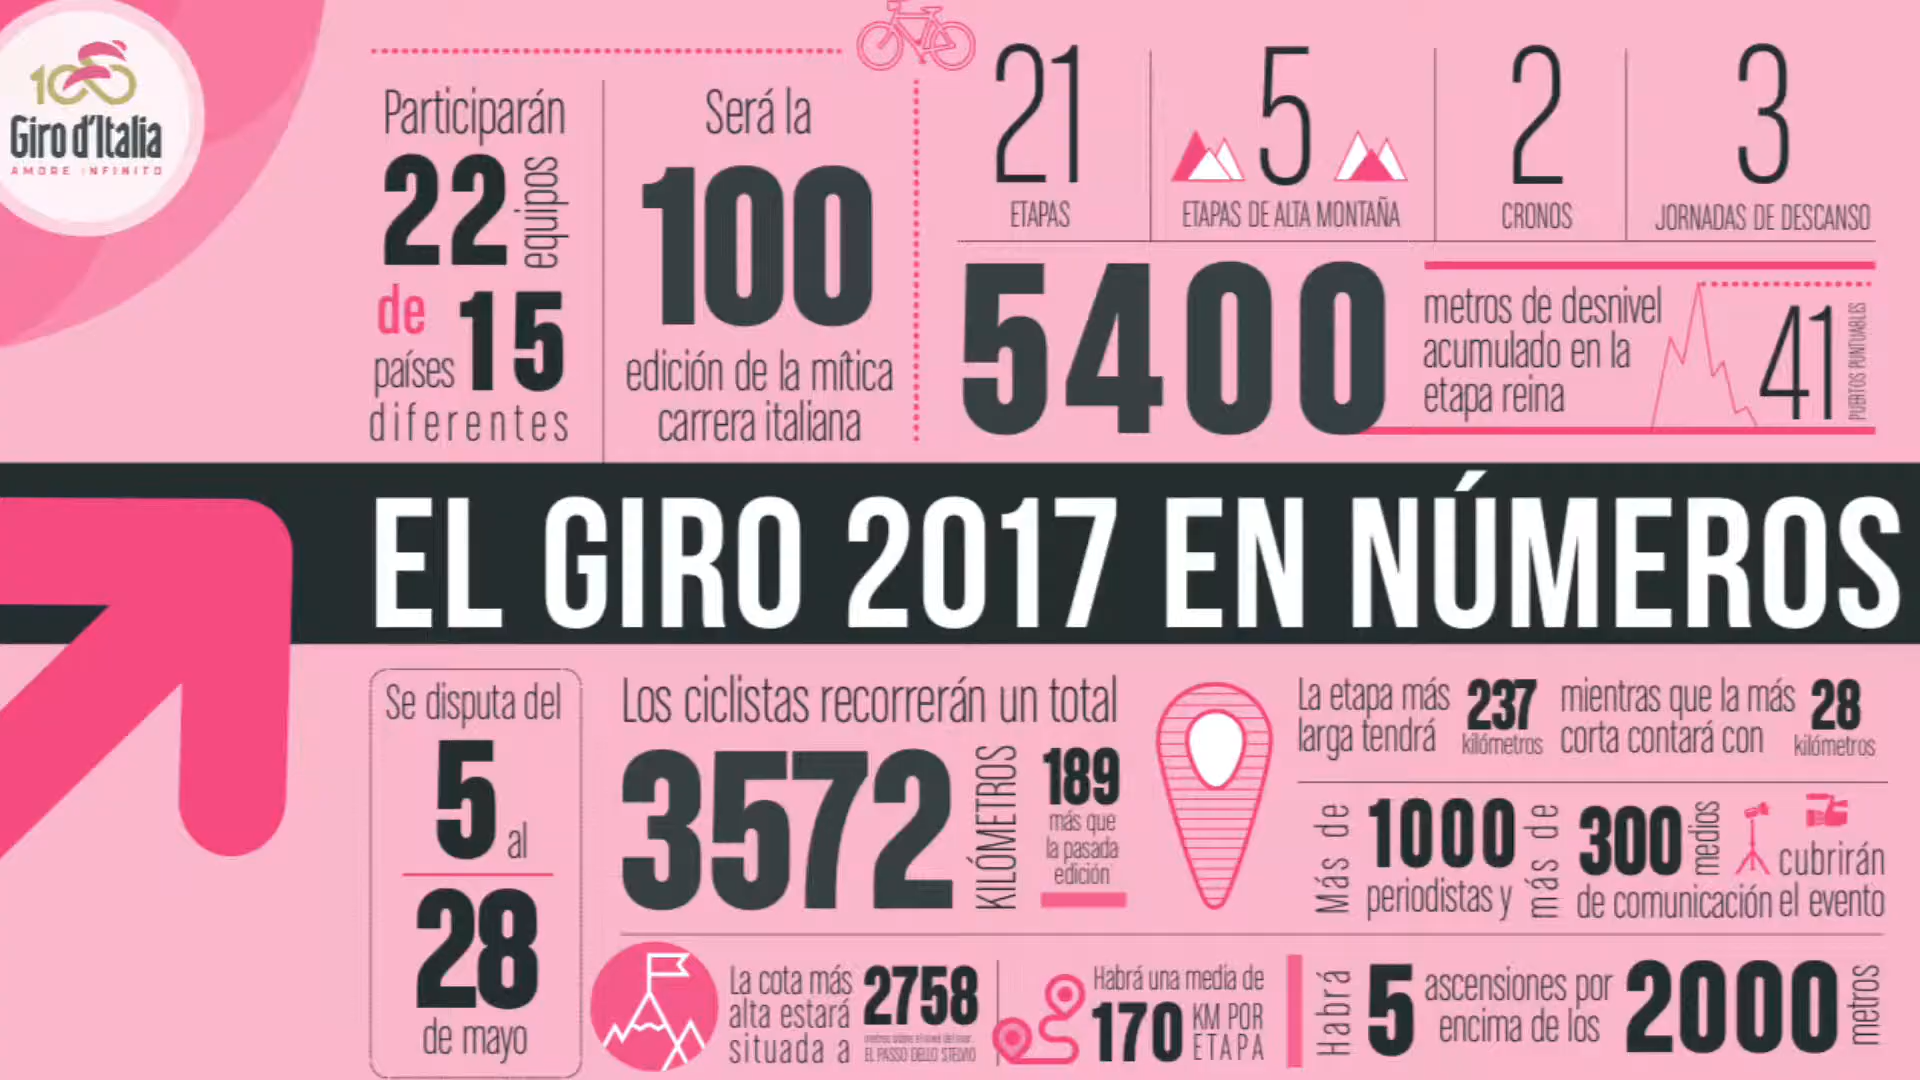 100
Giro d'Italia
AMORE INFINITO
Participarán
22 equipos
de 15
países
diferentes
Será la
100
edición de la mítica
carrera italiana
21
ETAPAS
5
ETAPAS DE ALTA MONTAÑA
2
CRONOS
3
JORNADAS DE DESCANSO
5400
metros de desnivel
acumulado en la
etapa reina
41
PUERTOS PUNTUABLES
EL GIRO 2017 EN NÚMEROS
Se disputa del
5 al
28
de mayo
Los ciclistas recorrerán un total
3572 KILÓMETROS
189
más que
la pasada
edición
La etapa más
larga tendrá
237
kilómetros
mientras que la más
corta contará con
28
kilómetros
Más de
1000
periodistas y
más de
300 medios
cubrirán
de comunicación el evento
La cota más
alta estará
situada a
2758
metros sobre el nivel del mar
EL PASSO DELLO STELVIO
Habrá una media de
170 KM POR
ETAPA
Habrá
5
ascensiones por
encima de los
2000 metros